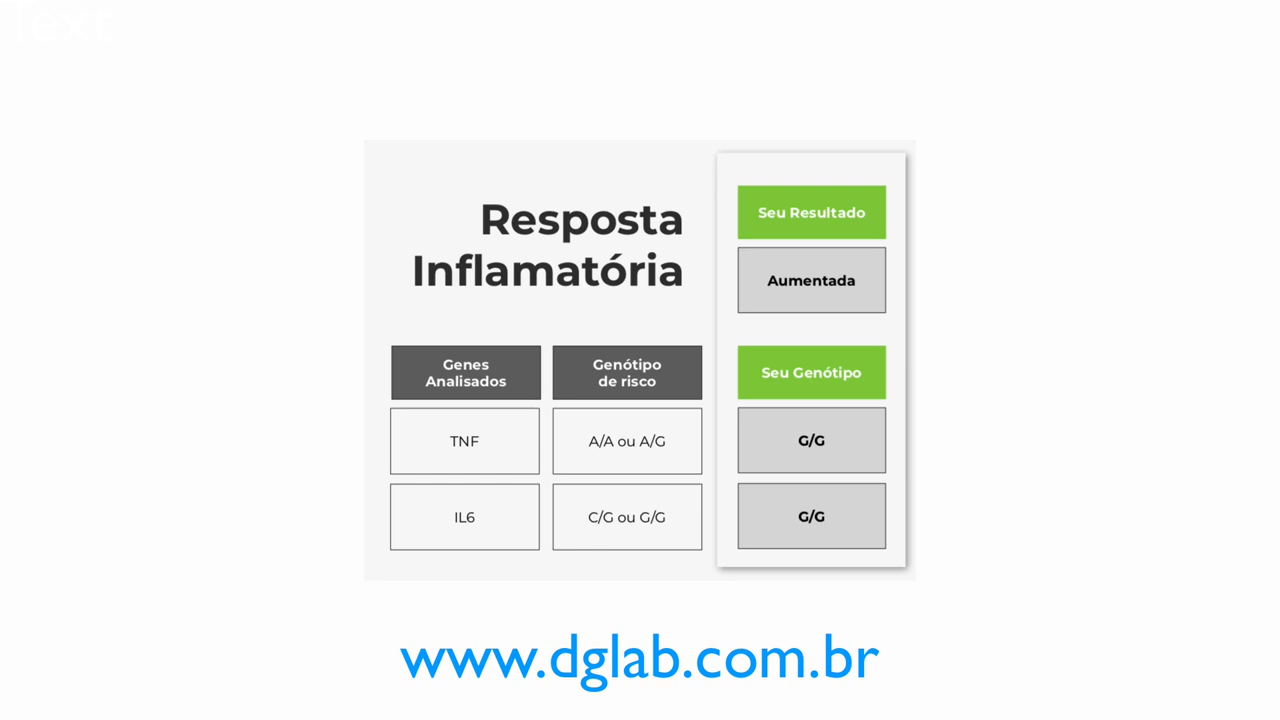 Text
Resposta
Inflamatória
Seu Resultado
Aumentada
Genes
Analisados
Genótipo
de risco
Seu Genótipo
TNF
A/A ou A/G
G/G
IL6
C/G ou G/G
G/G
www.dglab.com.br